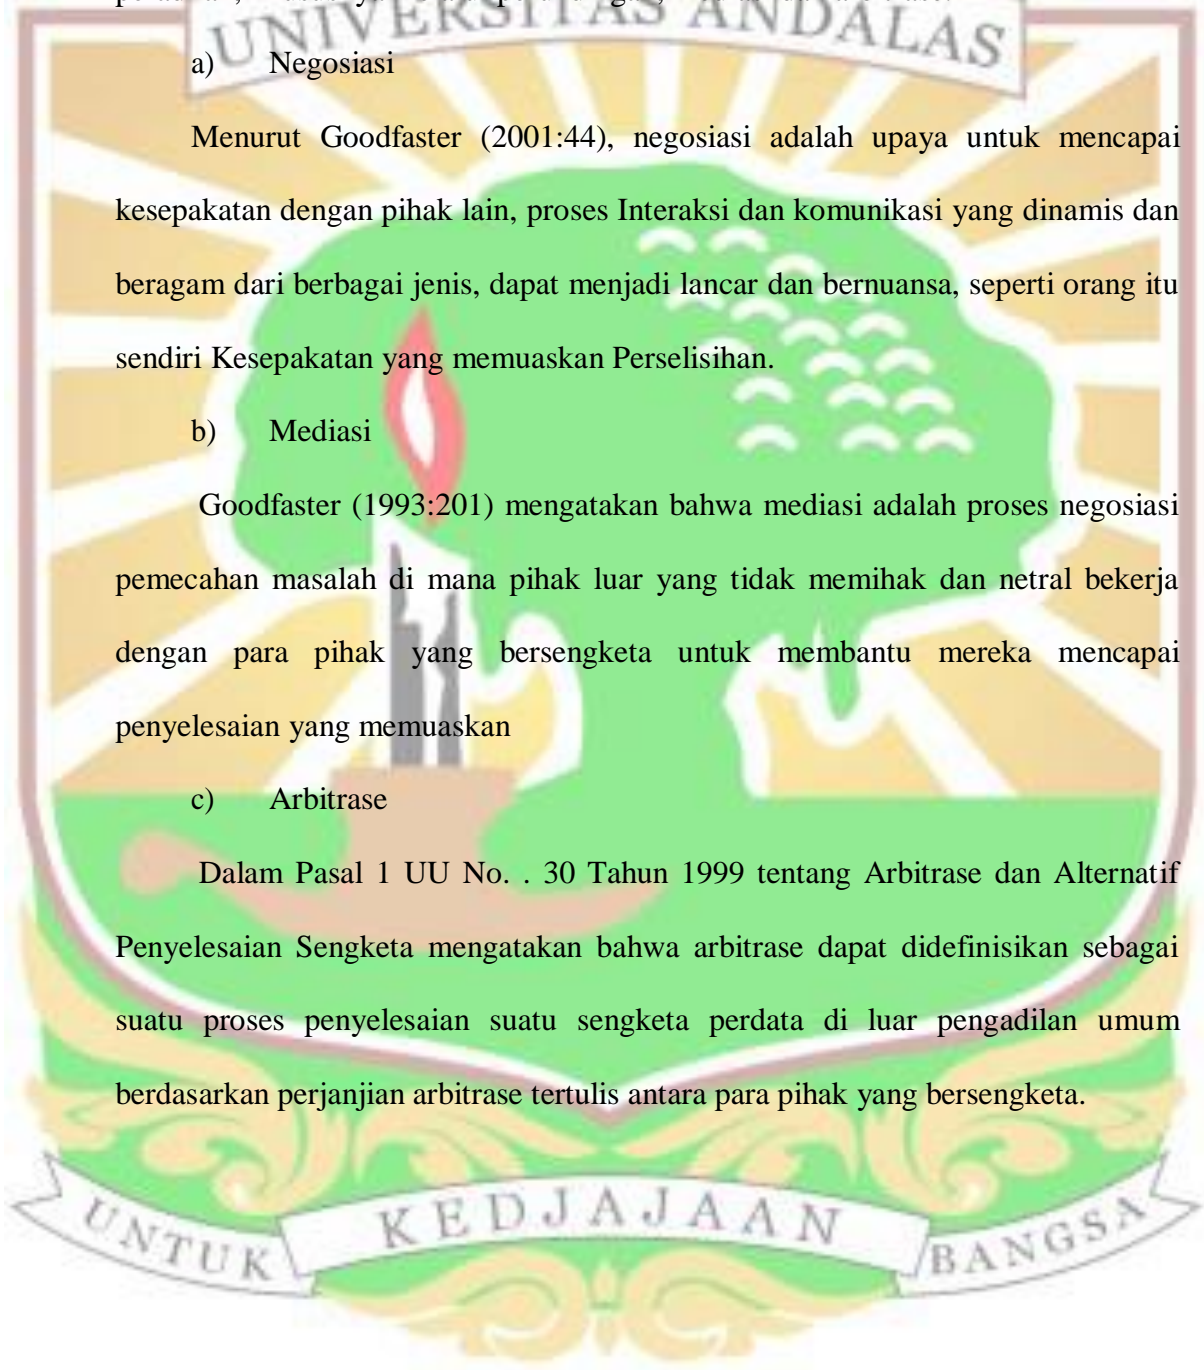 UNIVERSITAS ANDALAS
a) Negosiasi
Menurut Goodfaster (2001:44), negosiasi adalah upaya untuk mencapai
kesepakatan dengan pihak lain, proses Interaksi dan komunikasi yang dinamis dan
beragam dari berbagai jenis, dapat menjadi lancar dan bernuansa, seperti orang itu
sendiri Kesepakatan yang memuaskan Perselisihan.
b) Mediasi
Goodfaster (1993:201) mengatakan bahwa mediasi adalah proses negosiasi
pemecahan masalah di mana pihak luar yang tidak memihak dan netral bekerja
dengan para pihak yang bersengketa untuk membantu mereka mencapai
penyelesaian yang memuaskan
c) Arbitrase
Dalam Pasal 1 UU No. . 30 Tahun 1999 tentang Arbitrase dan Alternatif
Penyelesaian Sengketa mengatakan bahwa arbitrase dapat didefinisikan sebagai
suatu proses penyelesaian suatu sengketa perdata di luar pengadilan umum
berdasarkan perjanjian arbitrase tertulis antara para pihak yang bersengketa.
UNTUK KEDJAJAAN BANGSA